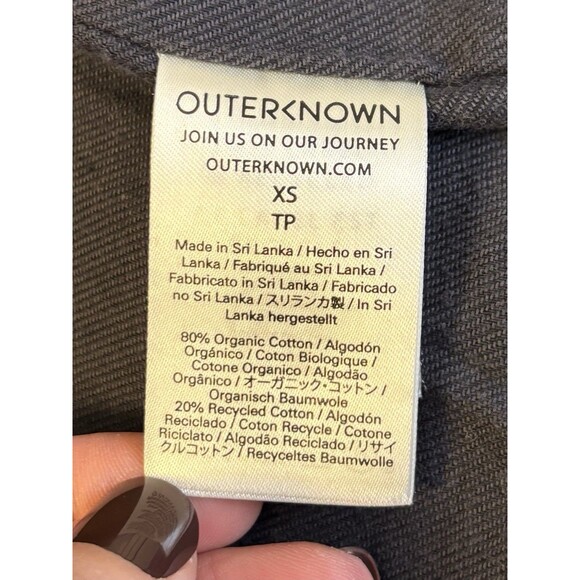 OUTERKNOWN
JOIN US ON OUR JOURNEY
OUTERKNOWN.COM
XS
TP
Made in Sri Lanka / Hecho en Sri
Lanka / Fabriqué au Sri Lanka /
Fabbricato in Sri Lanka / Fabricado
no Sri Lanka / スリランカ製 / In Sri
Lanka hergestellt
80% Organic Cotton / Algodón
Orgánico / Coton Biologique /
Cotone Organico / Algodão
Orgânico / オーガニック・コットン /
Organisch Baumwole
20% Recycled Cotton / Algodón
Reciclado / Coton Recycle / Cotone
Riciclato / Algodão Reciclado / リサイ
クルコットン / Recyceltes Baumwolle